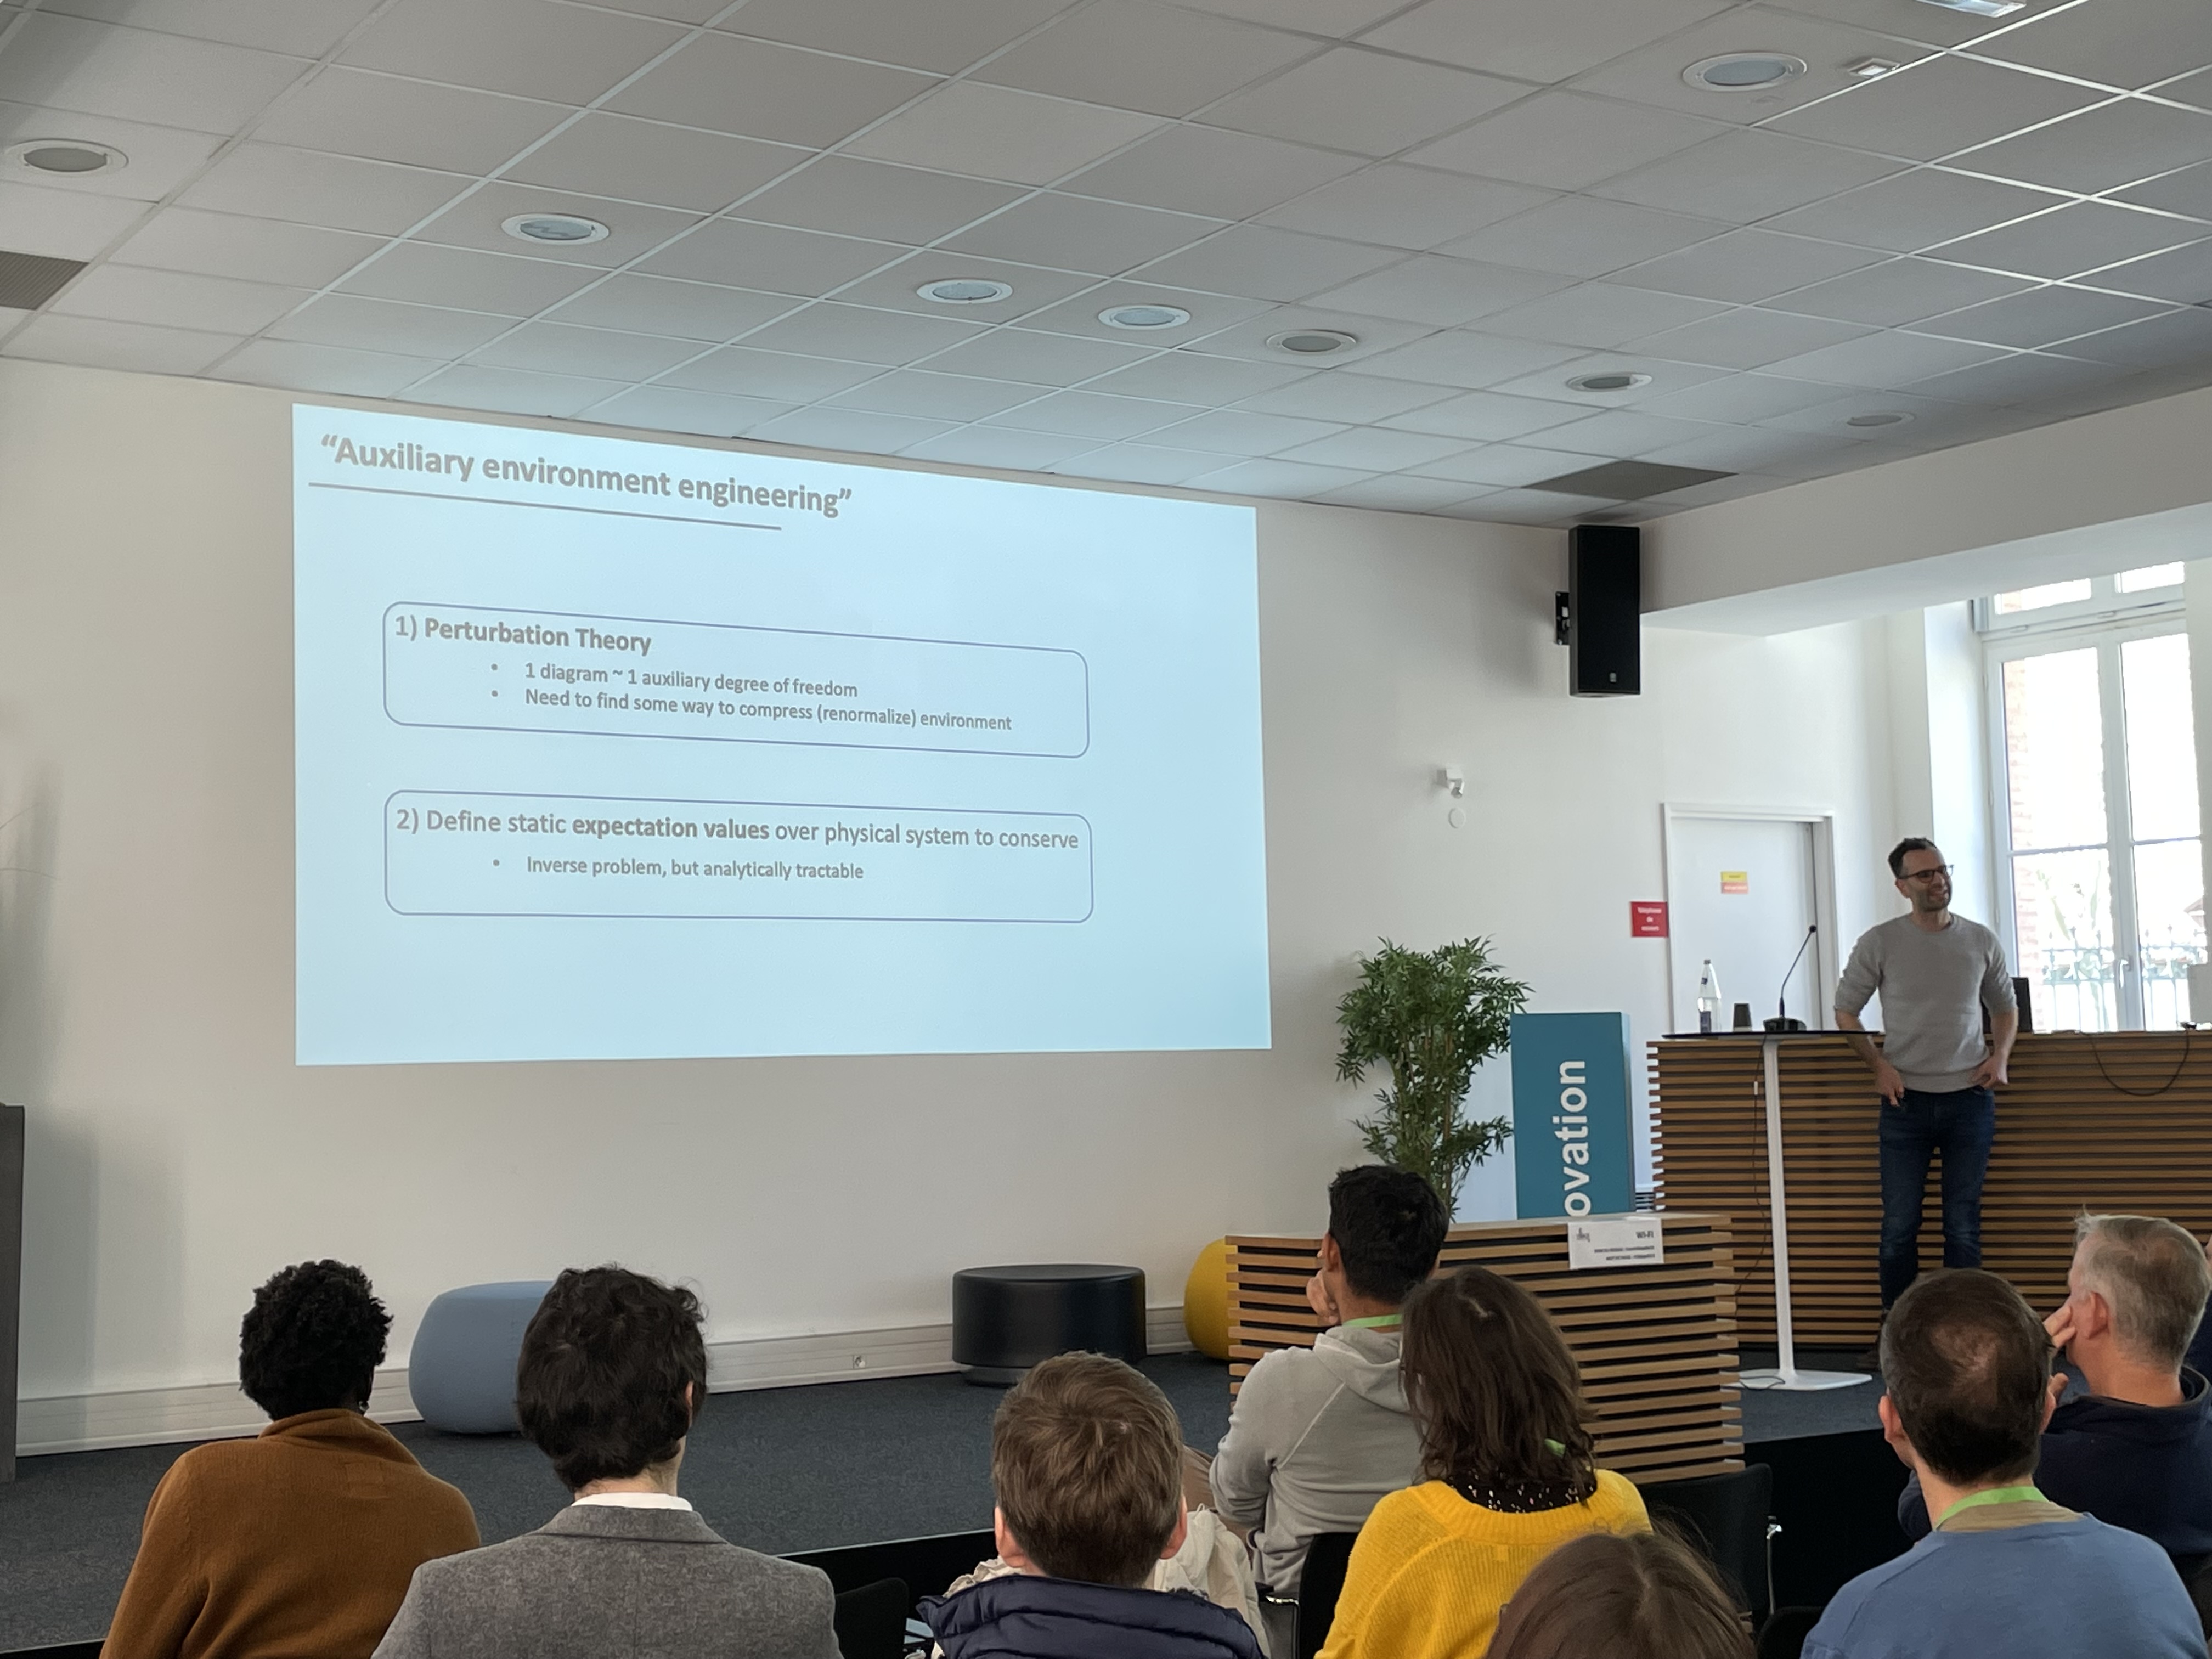 “Auxiliary environment engineering”
1) Perturbation Theory
• 1 diagram ~ 1 auxiliary degree of freedom
• Need to find some way to compress (renormalize) environment
2) Define static expectation values over physical system to conserve
• Inverse problem, but analytically tractable
ovation
WI-FI